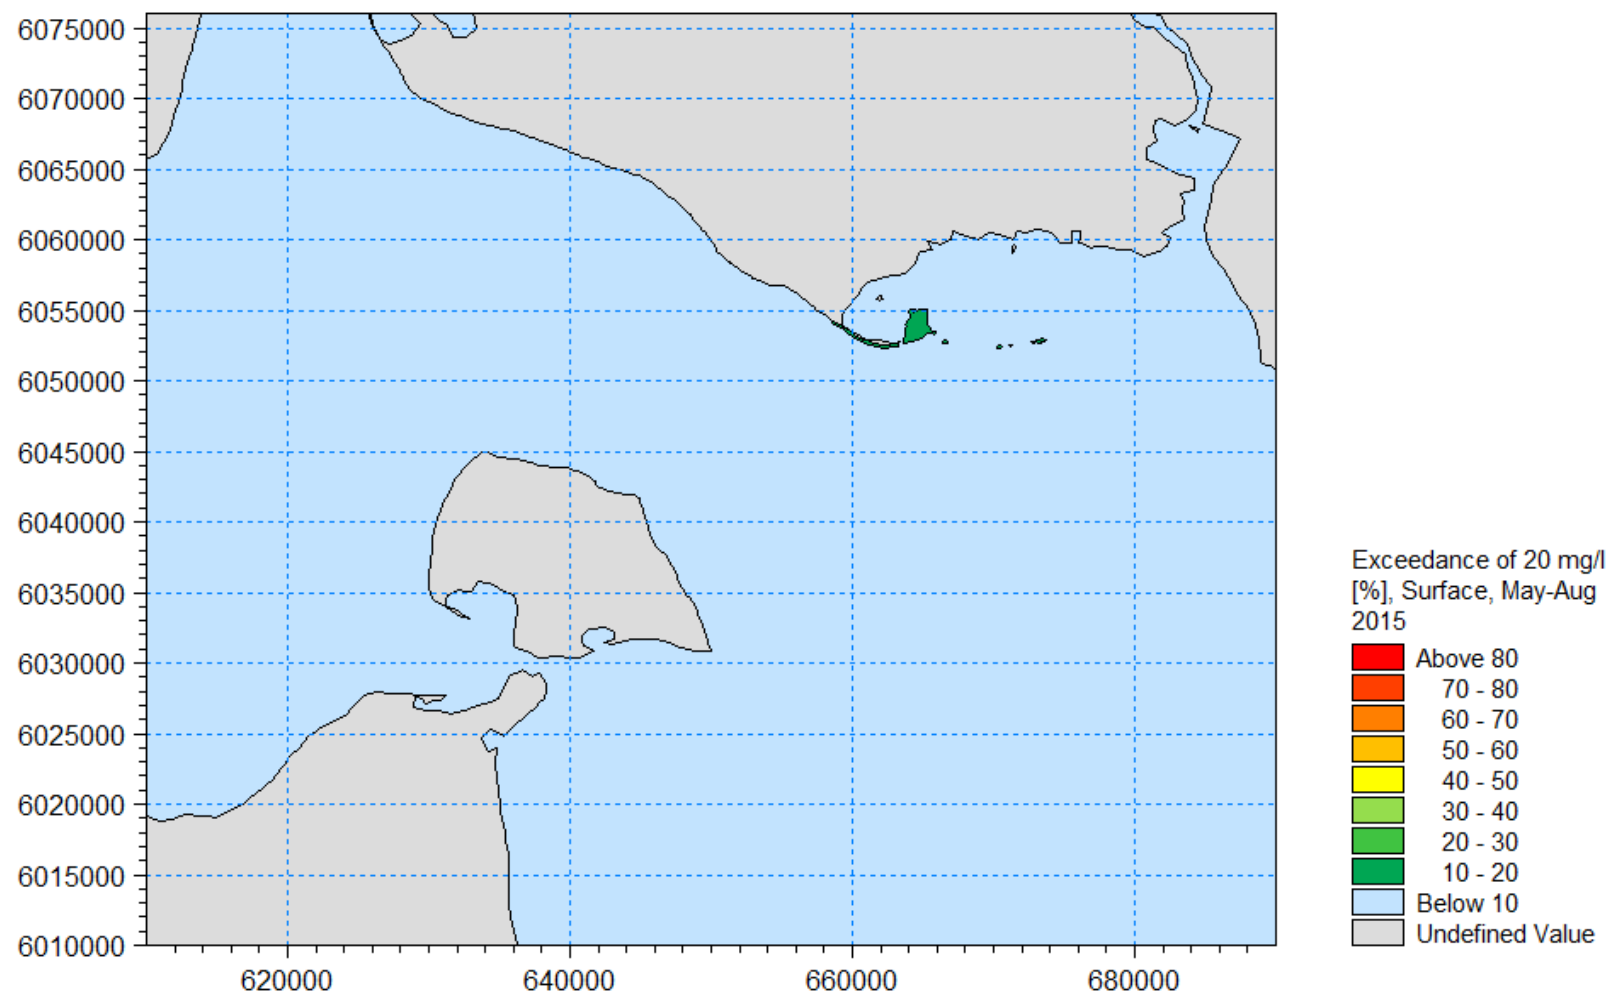 6075000
6070000
6065000
6060000
6055000
6050000
6045000
6040000
6035000
6030000
6025000
6020000
6015000
6010000
620000
640000
660000
680000
Exceedance of 20 mg/l
[%], Surface, May-Aug
2015
Above 80
70 - 80
60 - 70
50 - 60
40 - 50
30 - 40
20 - 30
10 - 20
Below 10
Undefined Value